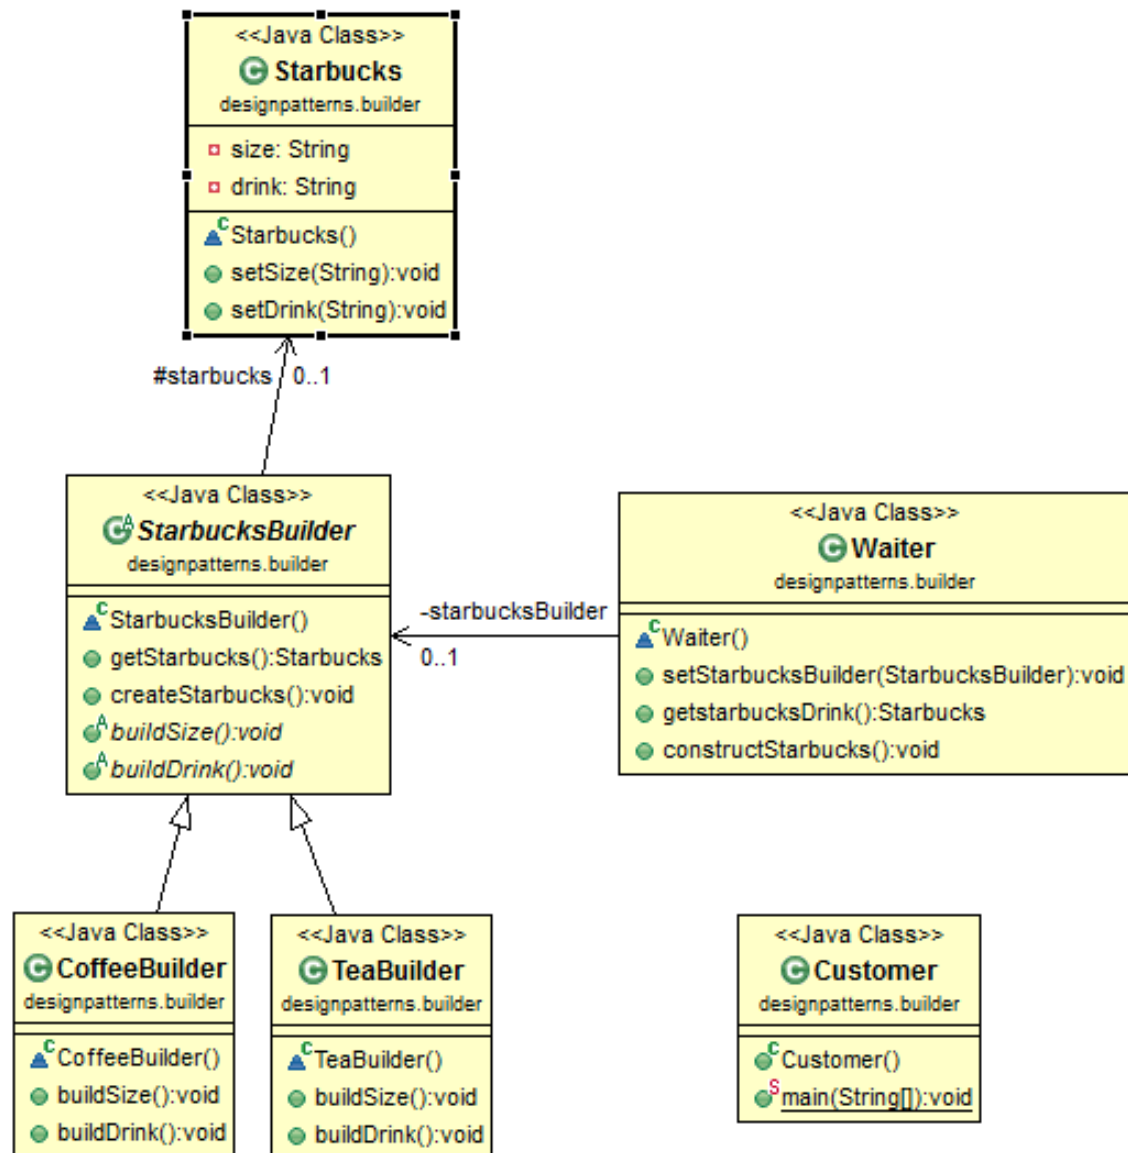 <<Java Class>>
Starbucks
designpatterns.builder
size: String
drink: String
Starbucks()
setSize(String):void
setDrink(String):void
#starbucks 0..1
<<Java Class>>
StarbucksBuilder
designpatterns.builder
StarbucksBuilder()
getStarbucks():Starbucks
createStarbucks():void
buildSize():void
buildDrink():void
-starbucksBuilder
0..1
<<Java Class>>
Waiter
designpatterns.builder
Waiter()
setStarbucksBuilder(StarbucksBuilder):void
getstarbucksDrink():Starbucks
constructStarbucks():void
<<Java Class>>
CoffeeBuilder
designpatterns.builder
CoffeeBuilder()
buildSize():void
buildDrink():void
<<Java Class>>
TeaBuilder
designpatterns.builder
TeaBuilder()
buildSize():void
buildDrink():void
<<Java Class>>
Customer
designpatterns.builder
Customer()
main(String[]):void